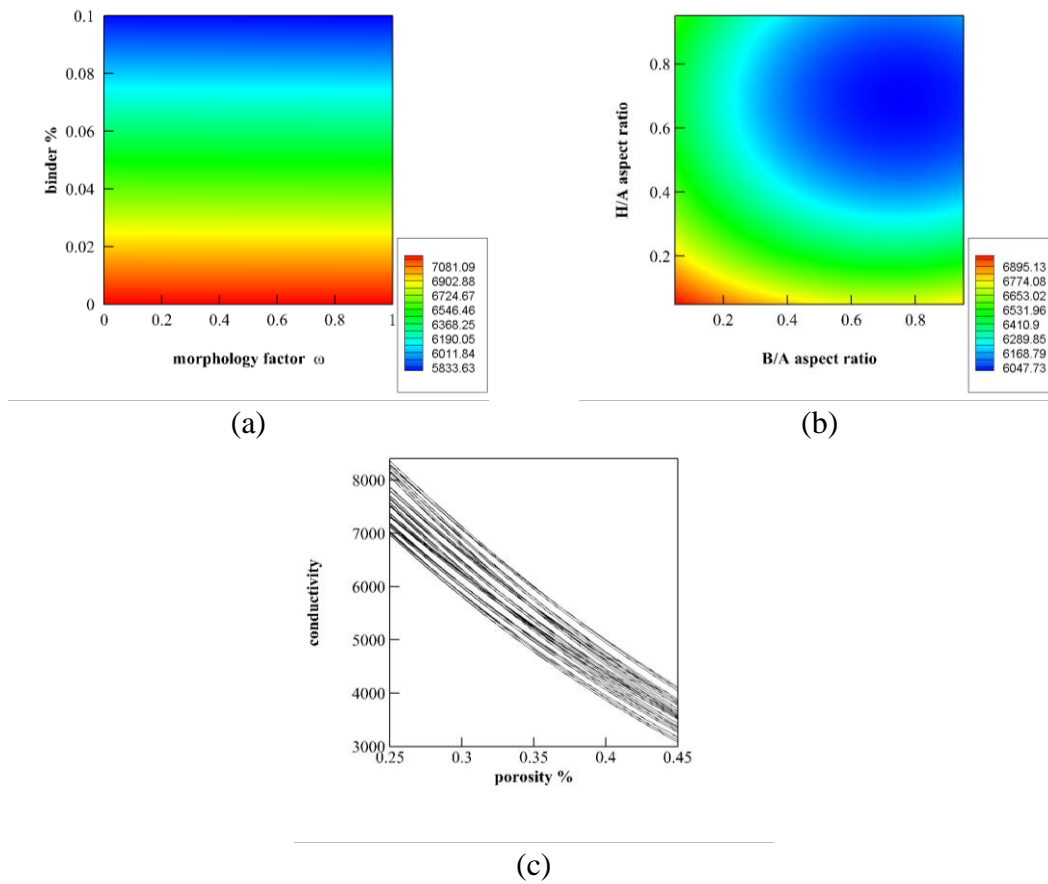 0.1
0.08
0.06
0.04
0.02
0
binder %
0 0.2 0.4 0.6 0.8 1
morphology factor ω
7081.09
6902.88
6724.67
6546.46
6368.25
6190.05
6011.84
5833.63
(a)
0.8
0.6
0.4
0.2
H/A aspect ratio
0.2 0.4 0.6 0.8
B/A aspect ratio
6895.13
6774.08
6653.02
6531.96
6410.9
6289.85
6168.79
6047.73
(b)
8000
7000
6000
5000
4000
3000
conductivity
0.25 0.3 0.35 0.4 0.45
porosity %
(c)